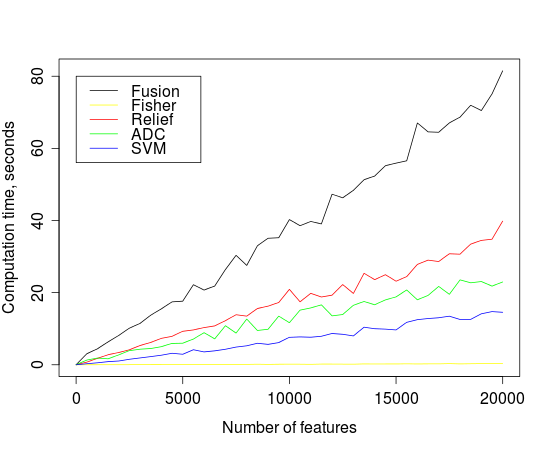 Computation time, seconds
80
60
40
20
0
Fusion
Fisher
Relief
ADC
SVM
0 5000 10000 15000 20000
Number of features